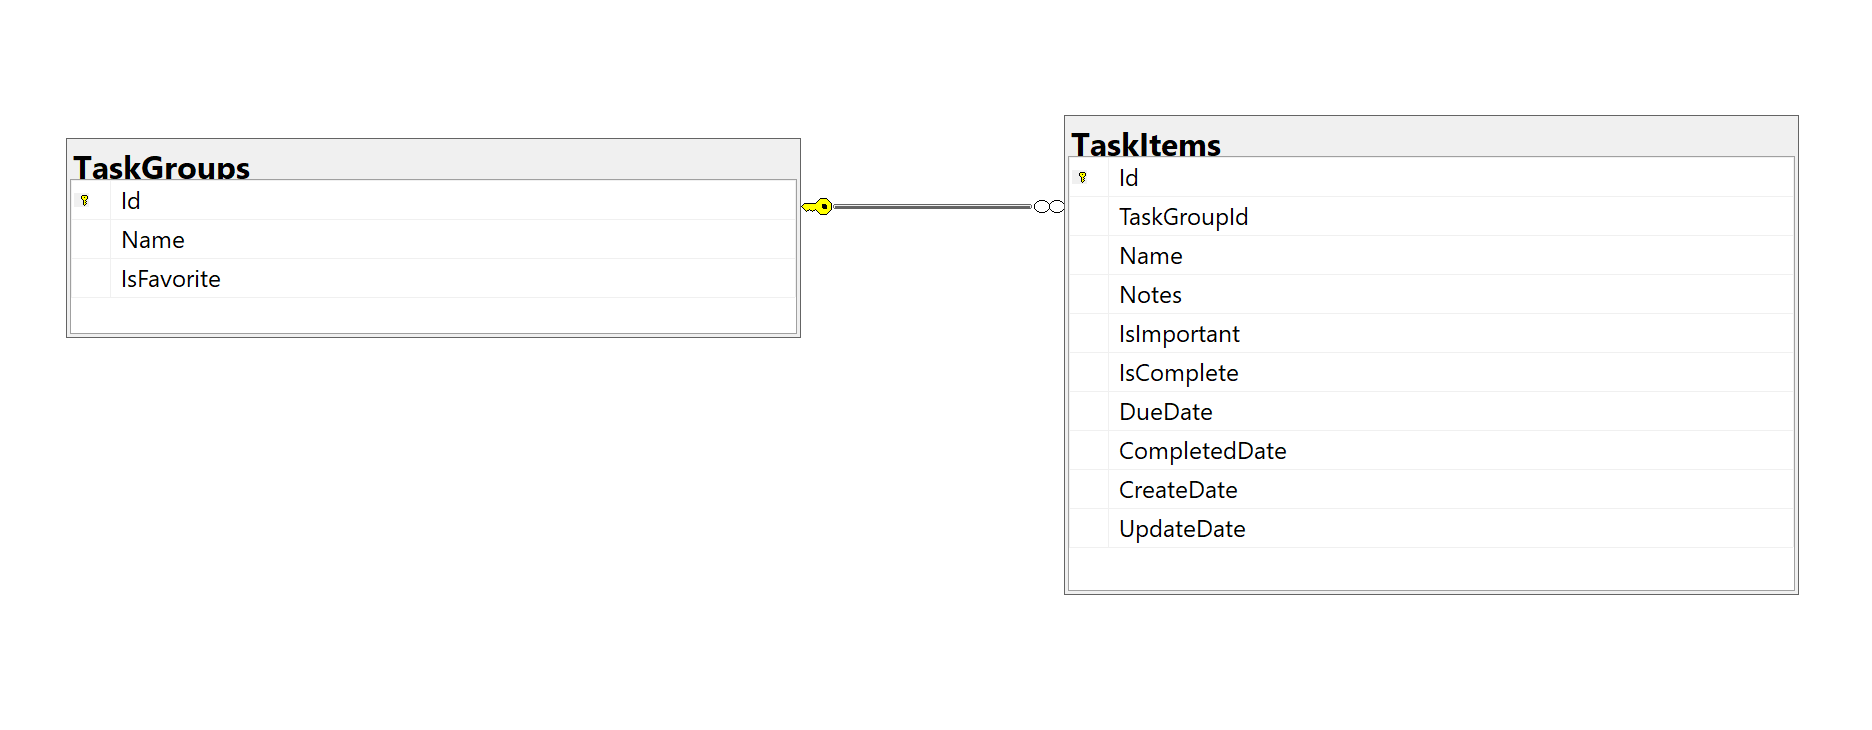 TaskGroups
Id
Name
IsFavorite
TaskItems
Id
TaskGroupId
Name
Notes
IsImportant
IsComplete
DueDate
CompletedDate
CreateDate
UpdateDate